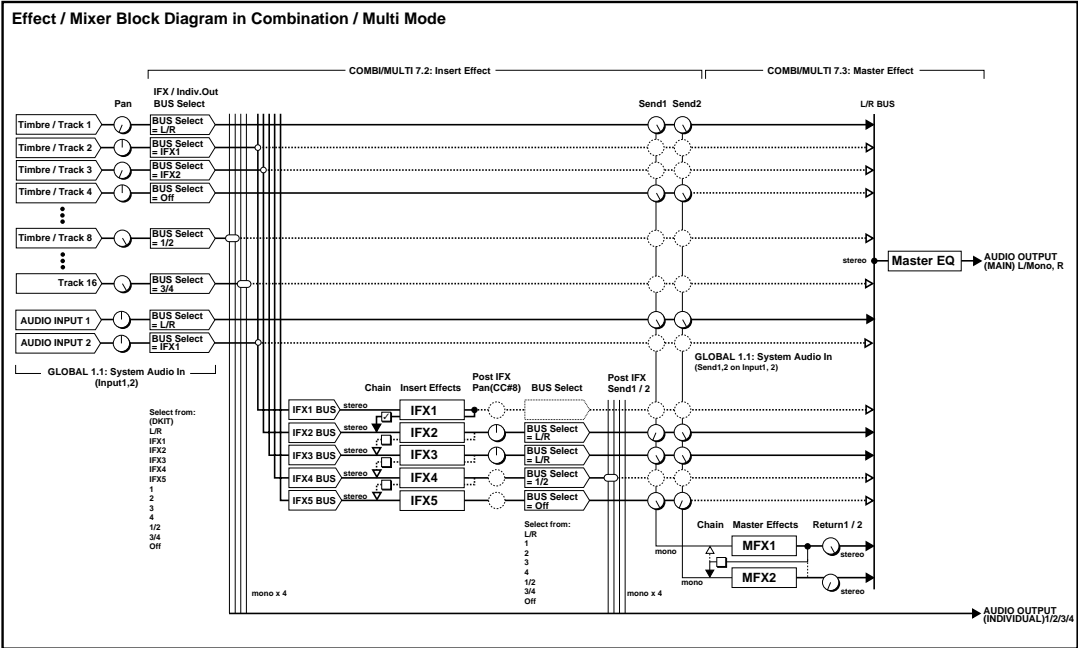 Effect / Mixer Block Diagram in Combination / Multi Mode
COMBI/MULTI 7.2: Insert Effect
COMBI/MULTI 7.3: Master Effect
IFX / Indiv.Out
BUS Select
Pan
Send1 Send2
L/R BUS
Timbre / Track 1
BUS Select
= L/R
Timbre / Track 2
BUS Select
= IFX1
Timbre / Track 3
BUS Select
= IFX2
Timbre / Track 4
BUS Select
= Off
Timbre / Track 8
BUS Select
= 1/2
Track 16
BUS Select
= 3/4
stereo
Master EQ
AUDIO OUTPUT
(MAIN) L/Mono, R
AUDIO INPUT 1
BUS Select
= L/R
AUDIO INPUT 2
BUS Select
= IFX1
GLOBAL 1.1: System Audio In
(Input1,2)
GLOBAL 1.1: System Audio In
(Send1,2 on Input1, 2)
Chain
Insert Effects
Post IFX
Pan(CC#8)
BUS Select
Post IFX
Send1 / 2
IFX1 BUS
stereo
IFX1
IFX2 BUS
stereo
IFX2
BUS Select
= L/R
IFX3 BUS
stereo
IFX3
BUS Select
= L/R
IFX4 BUS
stereo
IFX4
BUS Select
= 1/2
IFX5 BUS
stereo
IFX5
BUS Select
= Off
Select from:
(DKIT)
L/R
IFX1
IFX2
IFX3
IFX4
IFX5
1
2
3
4
1/2
3/4
Off
Select from:
L/R
1
2
3
4
1/2
3/4
Off
Chain
Master Effects
Return1 / 2
mono
MFX1
stereo
mono
MFX2
stereo
mono x 4
mono x 4
AUDIO OUTPUT
(INDIVIDUAL)1/2/3/4